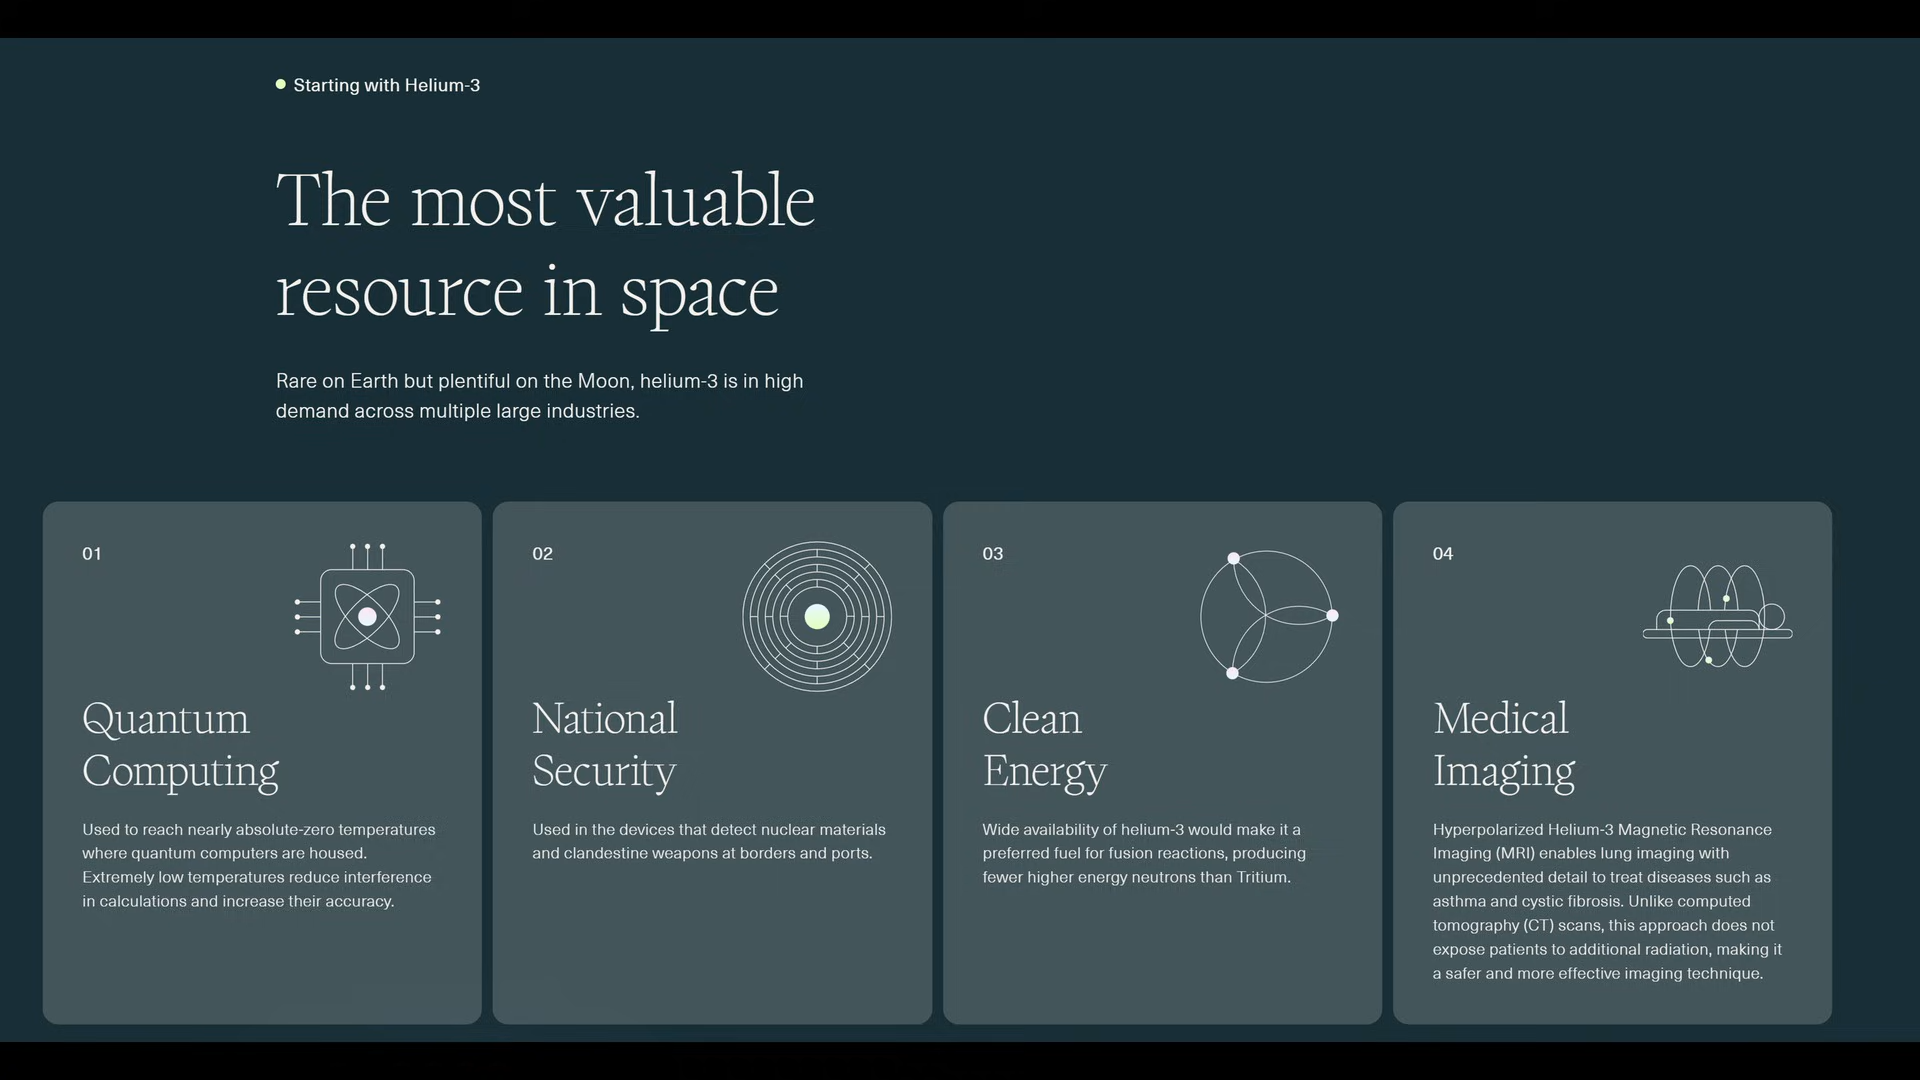 Starting with Helium-3
The most valuable
resource in space
Rare on Earth but plentiful on the Moon, helium-3 is in high
demand across multiple large industries.
01
Quantum
Computing
Used to reach nearly absolute-zero temperatures
where quantum computers are housed.
Extremely low temperatures reduce interference
in calculations and increase their accuracy.
02
National
Security
Used in the devices that detect nuclear materials
and clandestine weapons at borders and ports.
03
Clean
Energy
Wide availability of helium-3 would make it a
preferred fuel for fusion reactions, producing
fewer higher energy neutrons than Tritium.
04
Medical
Imaging
Hyperpolarized Helium-3 Magnetic Resonance
Imaging (MRI) enables lung imaging with
unprecedented detail to treat diseases such as
asthma and cystic fibrosis. Unlike computed
tomography (CT) scans, this approach does not
expose patients to additional radiation, making it
a safer and more effective imaging technique.